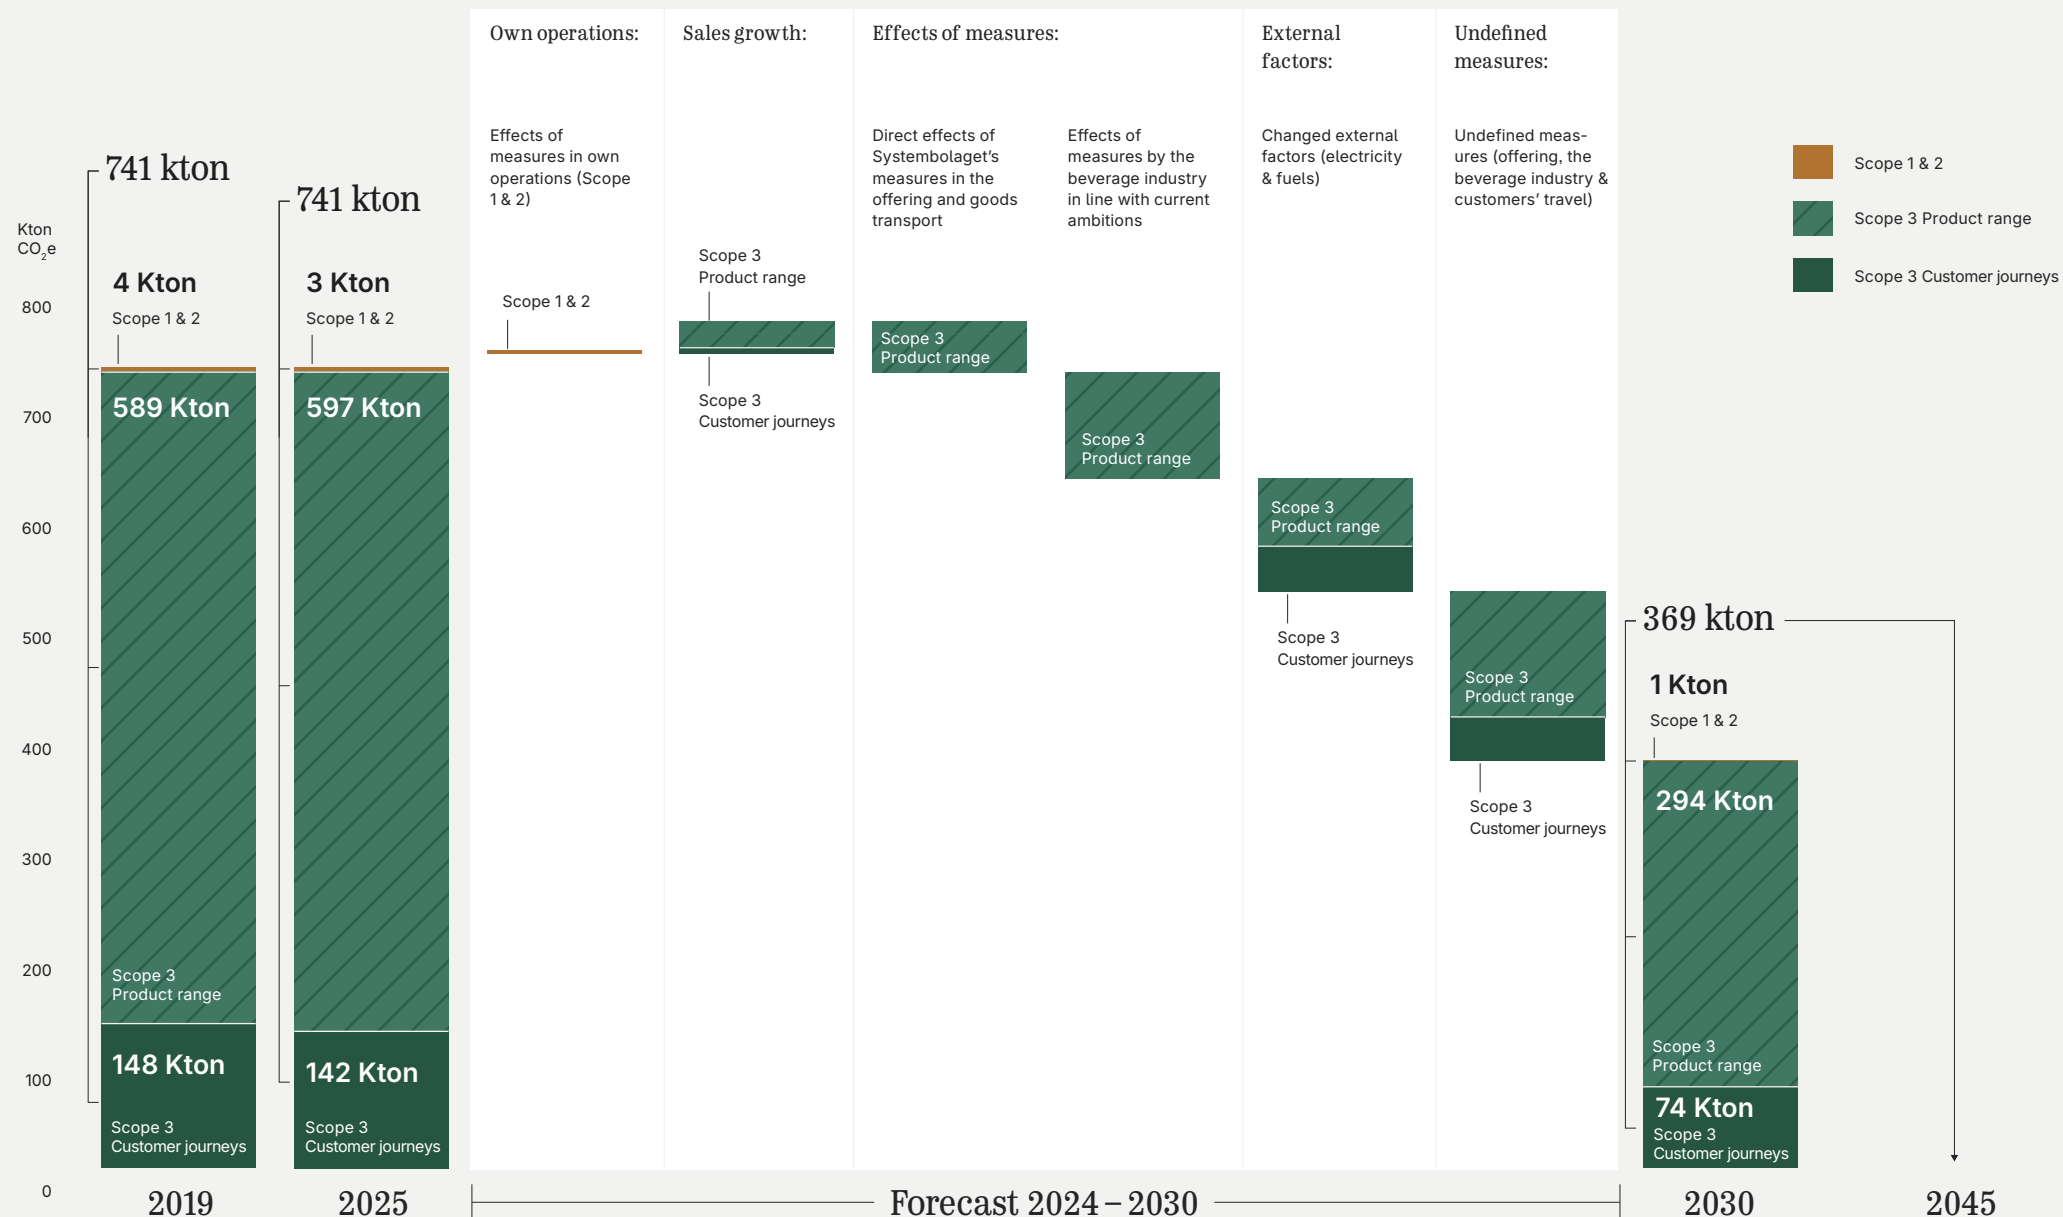 Own operations:
Effects of
measures in own
operations (Scope
1 & 2)
Sales growth:
Effects of measures:
Direct effects of
Systembolaget’s
measures in the
offering and goods
transport
Effects of
measures by the
beverage industry
in line with current
ambitions
External
factors:
Changed external
factors (electricity
& fuels)
Undefined
measures:
Undefined meas-
ures (offering, the
beverage industry &
customers’ travel)
Scope 1 & 2
Scope 3 Product range
Scope 3 Customer journeys
Kton
CO2e
800
700
600
500
400
300
200
100
0
741 kton
4 Kton
Scope 1 & 2
589 Kton
Scope 3
Product range
148 Kton
Scope 3
Customer journeys
2019
741 kton
3 Kton
Scope 1 & 2
597 Kton
142 Kton
Scope 3
Customer journeys
2025
Scope 1 & 2
Scope 3
Product range
Scope 3
Customer journeys
Scope 3
Product range
Scope 3
Product range
Scope 3
Product range
Scope 3
Customer journeys
Scope 3
Product range
Scope 3
Customer journeys
Forecast 2024 – 2030
369 kton
1 Kton
Scope 1 & 2
294 Kton
Scope 3
Product range
74 Kton
Scope 3
Customer journeys
2030
2045